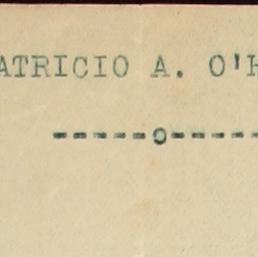 ATRICIO A. O'H
-----o----